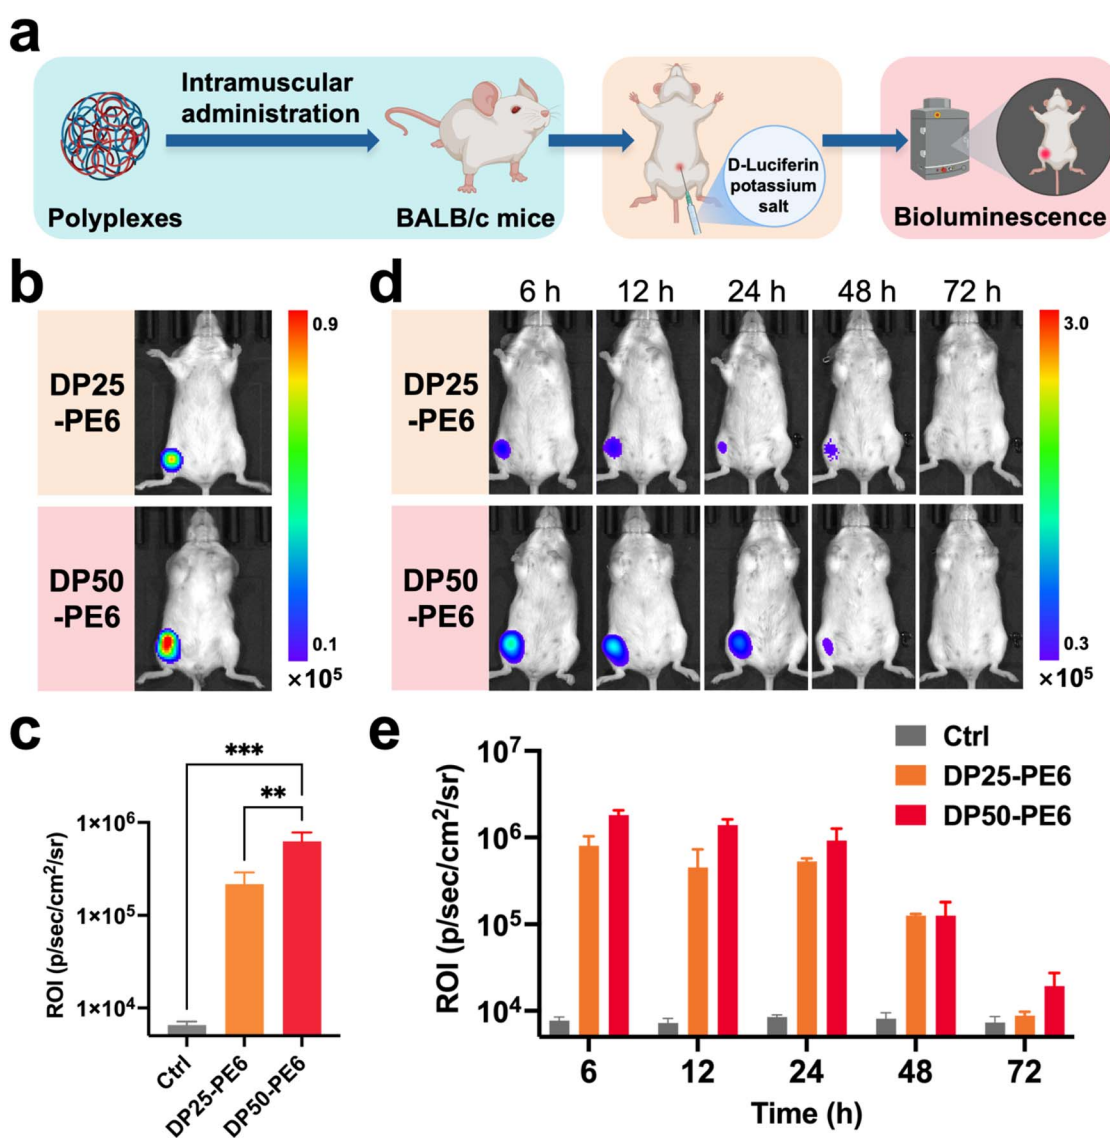 a
Intramuscular
administration
Polyplexes
BALB/c mice
D-Luciferin
potassium
salt
Bioluminescence
b
DP25
-PE6
DP50
-PE6
0.9
0.1
×10⁵
d
6 h 12 h 24 h 48 h 72 h
DP25
-PE6
DP50
-PE6
3.0
0.3
×10⁵
c
***
**
ROI (p/sec/cm²/sr)
1×10⁶
1×10⁵
1×10⁴
Ctrl
DP25-PE6
DP50-PE6
e
ROI (p/sec/cm²/sr)
10⁷
10⁶
10⁵
10⁴
Ctrl
DP25-PE6
DP50-PE6
6 12 24 48 72
Time (h)